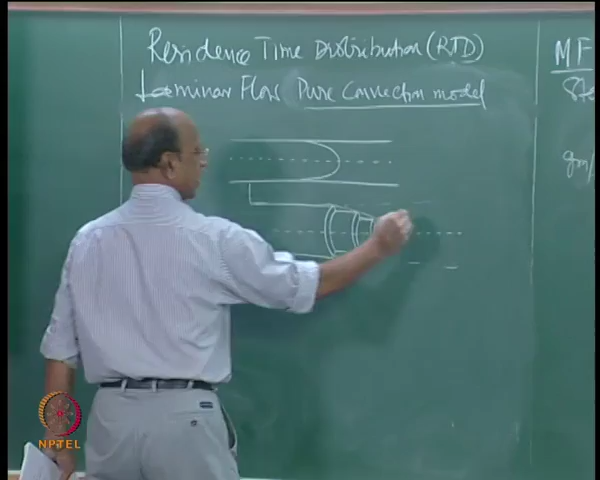 Residence Time Distribution (RTD)
Laminar Flow Pure Convection model
MF
gm/
NPTEL